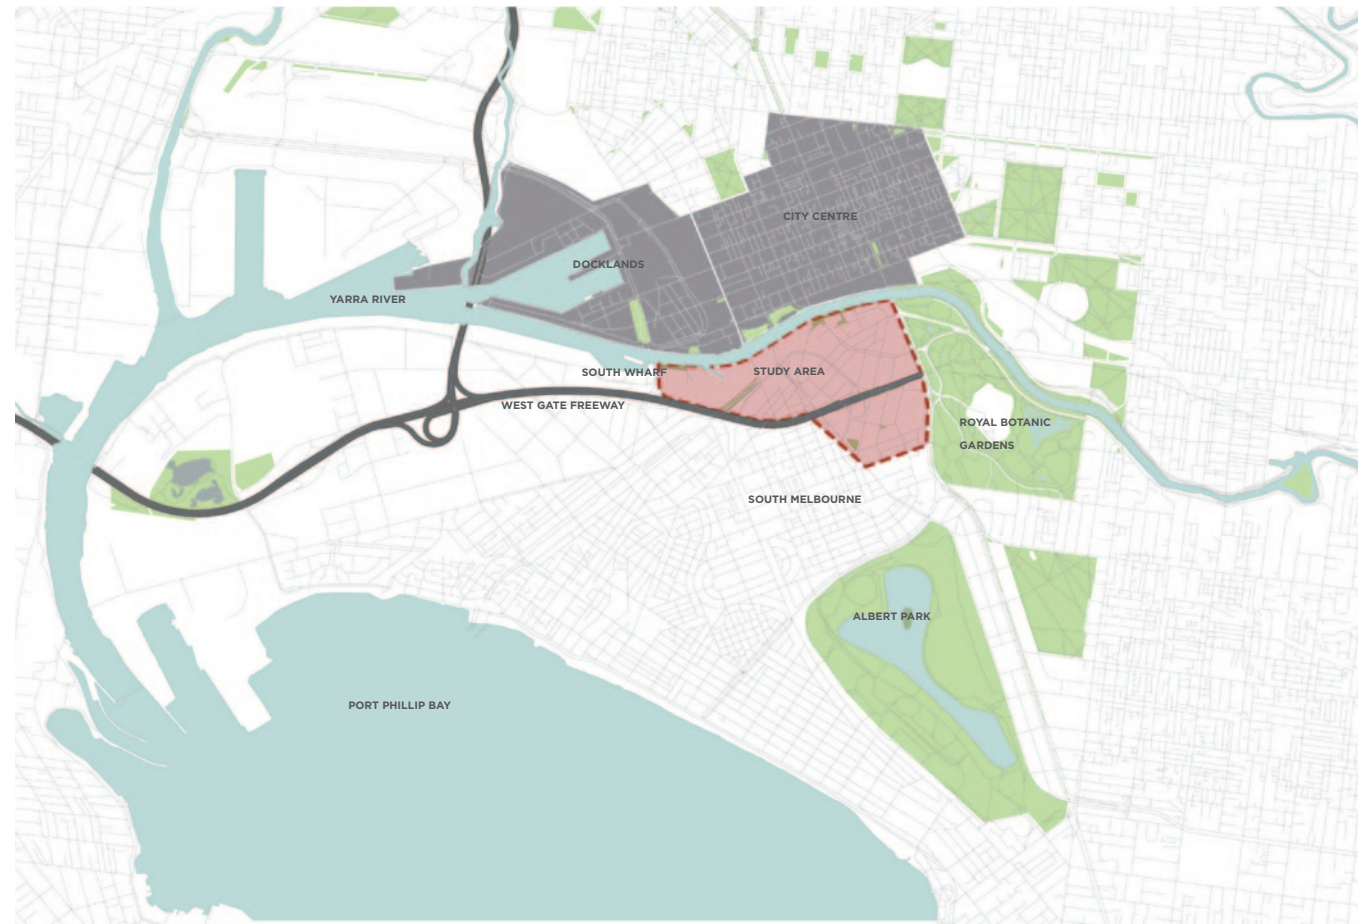 CITY CENTRE
DOCKLANDS
YARRA RIVER
SOUTH WHARF
STUDY AREA
WEST GATE FREEWAY
ROYAL BOTANIC
GARDENS
SOUTH MELBOURNE
ALBERT PARK
PORT PHILLIP BAY